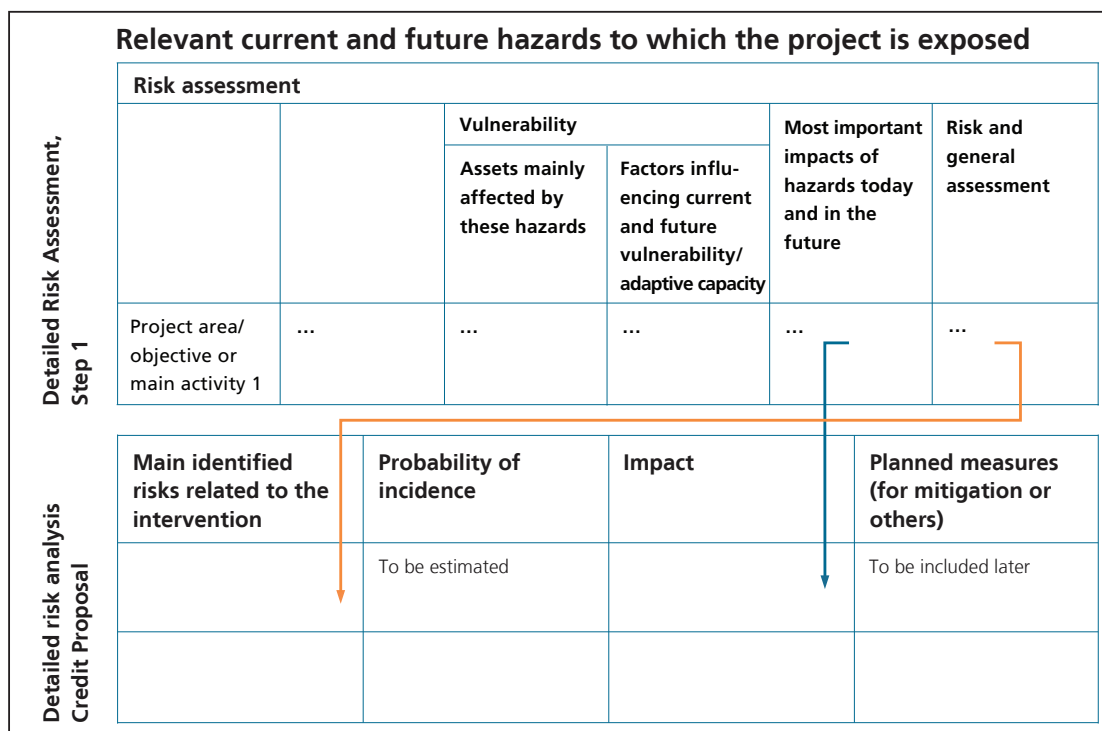 Relevant current and future hazards to which the project is exposed
Detailed Risk Assessment,
Step 1
Risk assessment
Vulnerability
Assets mainly
affected by
these hazards
Factors influ-
encing current
and future
vulnerability/
adaptive capacity
Most important
impacts of
hazards today
and in the
future
Risk and
general
assessment
Project area/
objective or
main activity 1
...
...
...
...
...
Detailed risk analysis
Credit Proposal
Main identified
risks related to the
intervention
Probability of
incidence
Impact
Planned measures
(for mitigation or
others)
To be estimated
To be included later